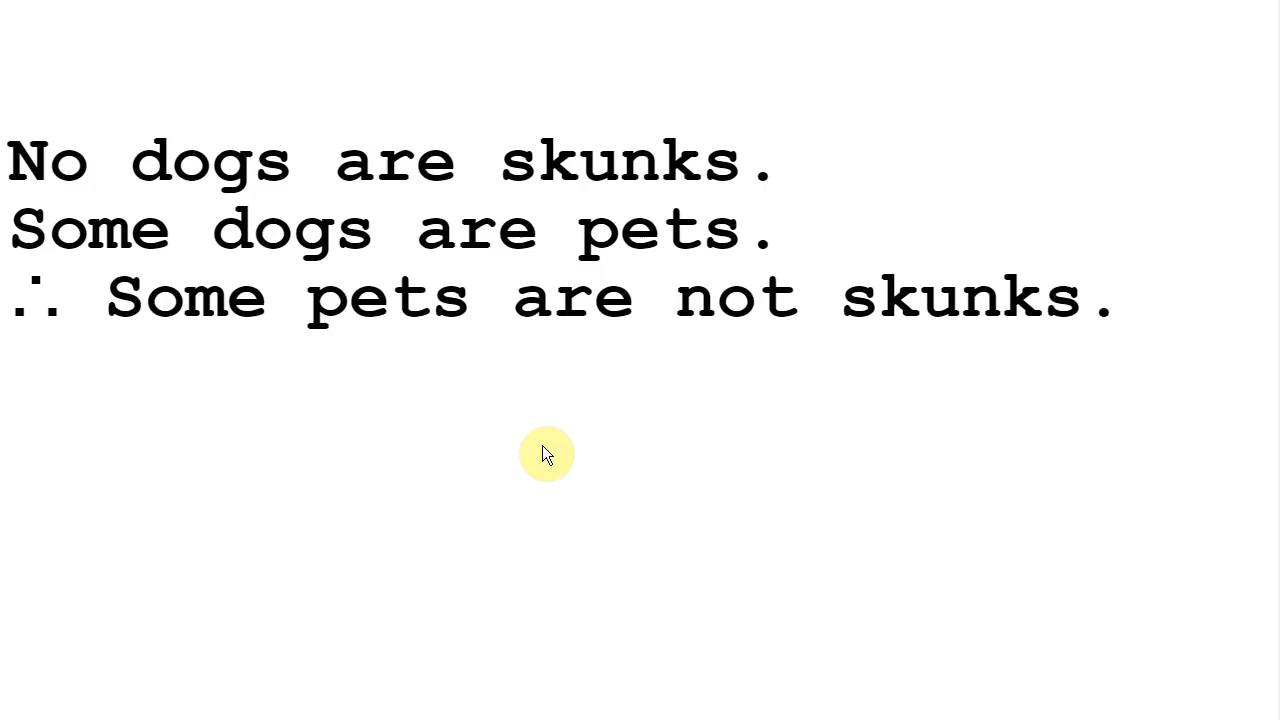 No dogs are skunks.
Some dogs are pets.
∴ Some pets are not skunks.